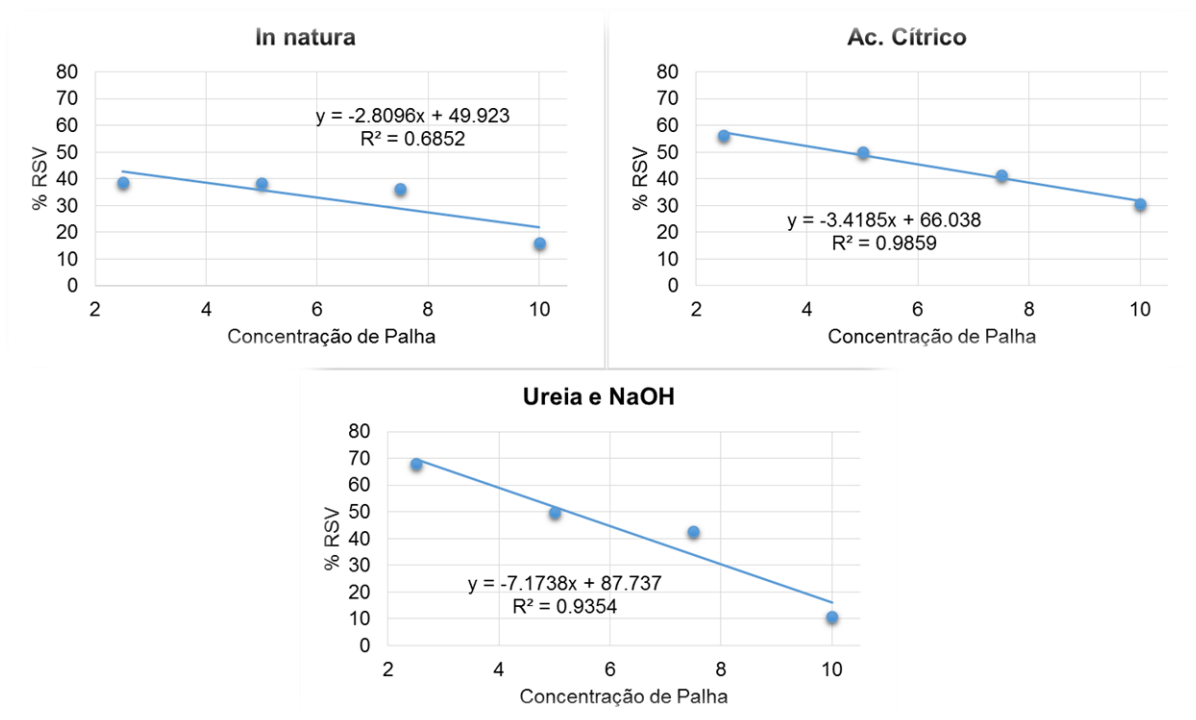 In natura
80
70
60
50
40
30
20
10
0
% RSV
y = -2.8096x + 49.923
R² = 0.6852
2 4 6 8 10
Concentração de Palha
Ac. Cítrico
80
70
60
50
40
30
20
10
0
% RSV
y = -3.4185x + 66.038
R² = 0.9859
2 4 6 8 10
Concentração de Palha
Ureia e NaOH
80
70
60
50
40
30
20
10
0
% RSV
y = -7.1738x + 87.737
R² = 0.9354
2 4 6 8 10
Concentração de Palha